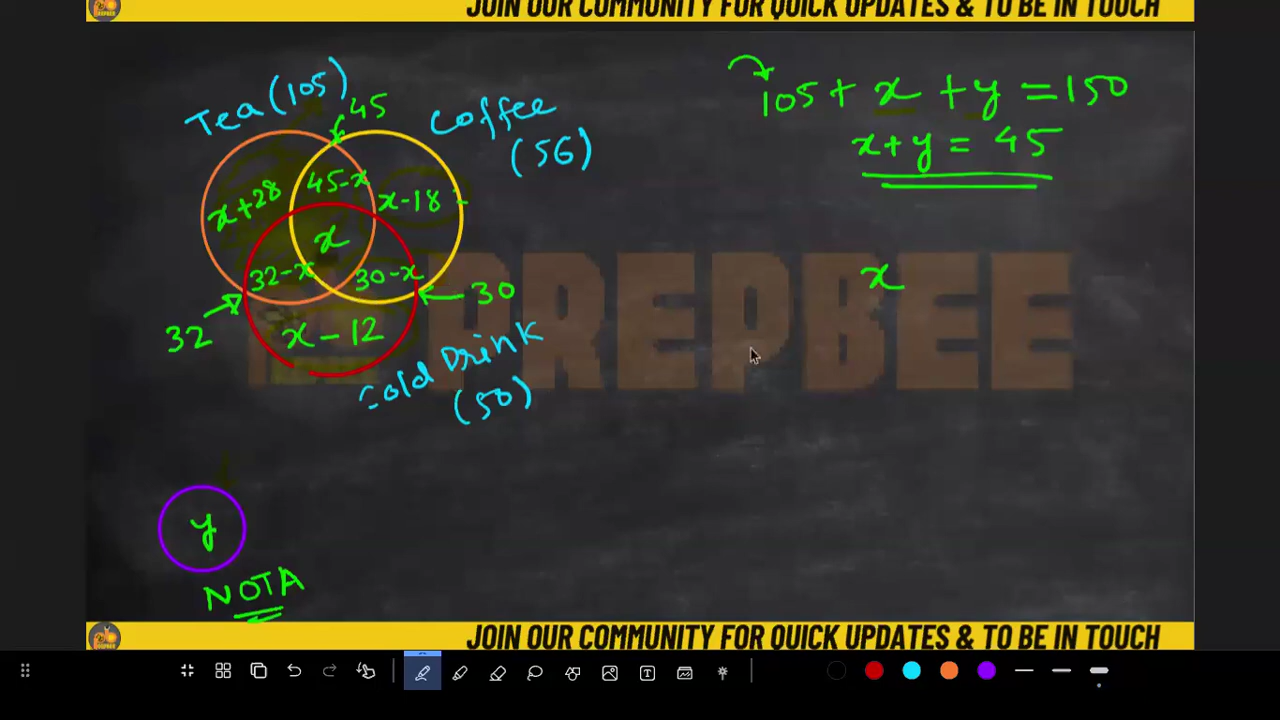 JOIN OUR COMMUNITY FOR QUICK UPDATES & TO BE IN TOUCH
Tea (105)
45
Coffee
(56)
x+28
45-x
x-18
x
32-x
30-x
x-12
32
30
Cold Drink
(50)
y
NOTA
105 + x + y = 150
x+y = 45
x
PREPBEE
JOIN OUR COMMUNITY FOR QUICK UPDATES & TO BE IN TOUCH